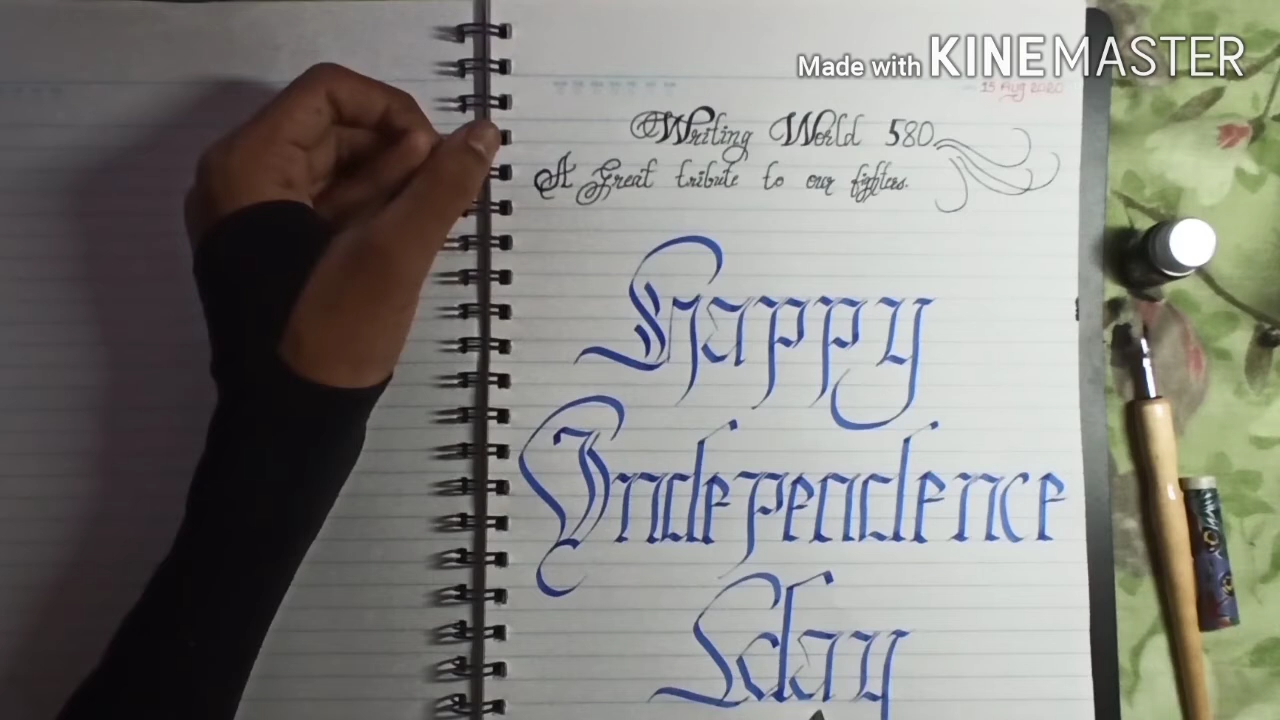 Made with KINEMASTER
15 Aug 2020
Writing World 580
A Great tribute to our fighters.
Happy
Independence
day